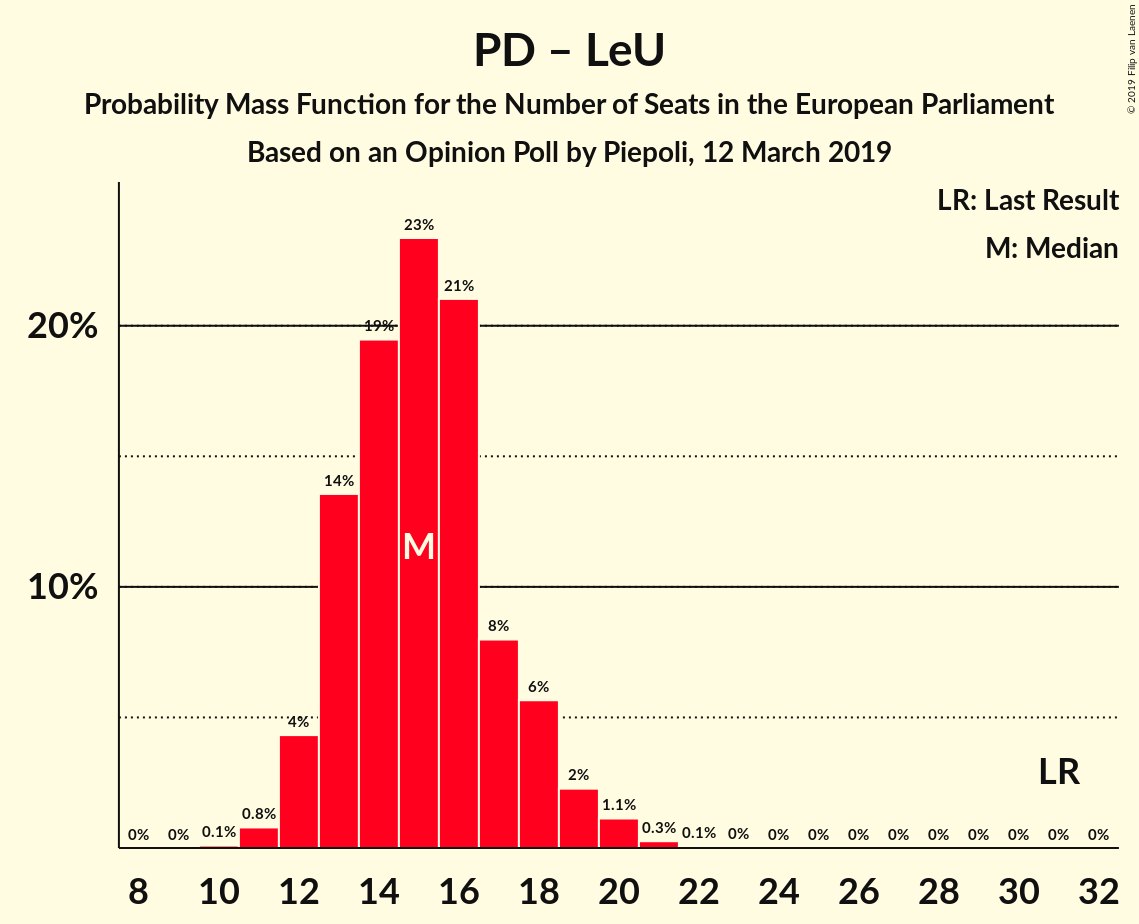 PD – LeU
Probability Mass Function for the Number of Seats in the European Parliament
Based on an Opinion Poll by Piepoli, 12 March 2019
© 2019 Filip van Laenen
LR: Last Result
M: Median
23%
21%
20%
19%
14%
M
10%
8%
6%
4%
LR
2%
1.1%
0.8%
0% 0% 0.1% 0.3% 0.1% 0% 0% 0% 0% 0% 0% 0% 0% 0% 0%
8 10 12 14 16 18 20 22 24 26 28 30 32